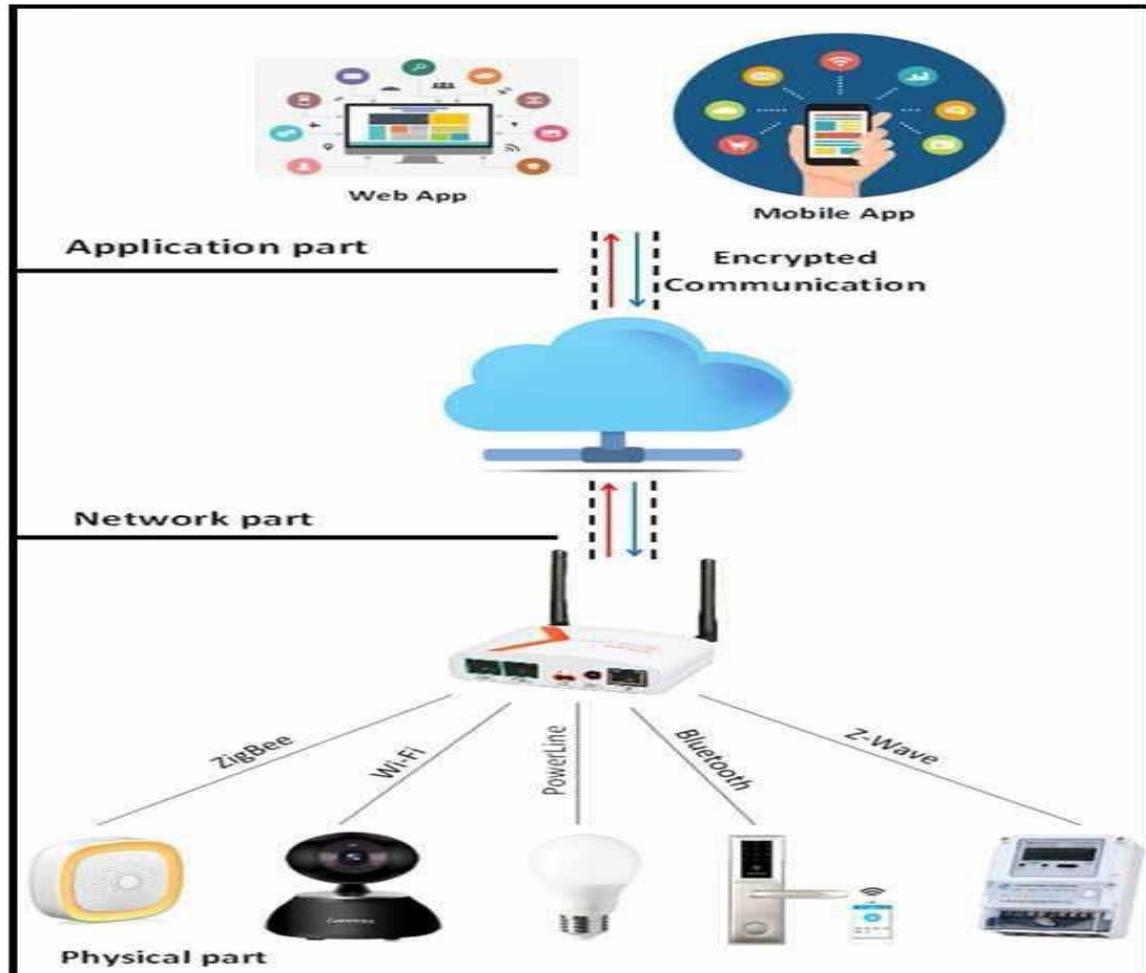 Web App
Mobile App
Application part
Encrypted
Communication
Network part
ZigBee
Wi-Fi
PowerLine
Bluetooth
Z-Wave
Physical part